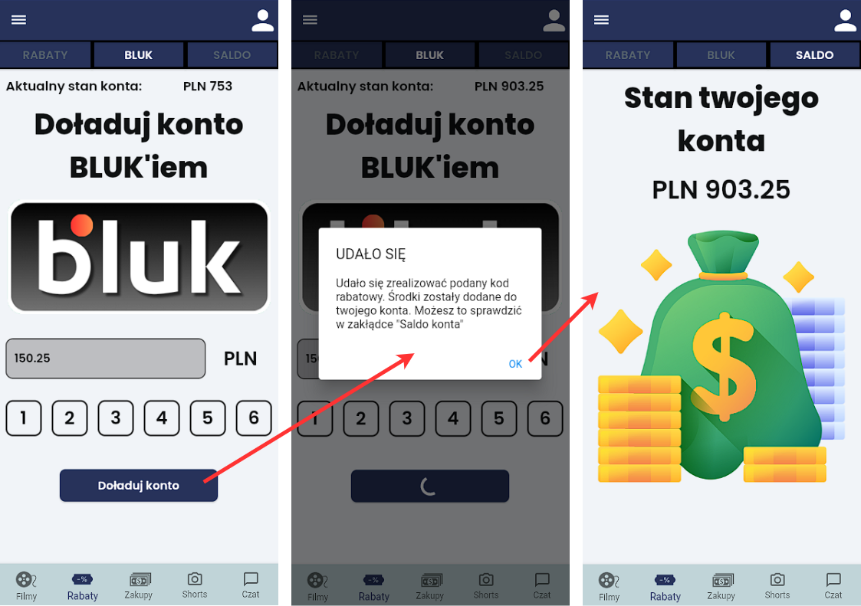 RABATY BLUK SALDO
Aktualny stan konta: PLN 753
Doładuj konto
BLUK'iem
bluk
150.25 PLN
1 2 3 4 5 6
Doładuj konto
Filmy Rabaty Zakupy Shorts Czat
RABATY BLUK SALDO
Aktualny stan konta: PLN 903.25
Doładuj konto
BLUK'iem
UDAŁO SIĘ
Udało się zrealizować podany kod
rabatowy. Środki zostały dodane do
twojego konta. Możesz to sprawdzić
w zakłądce "Saldo konta"
OK
1 2 3 4 5 6
Filmy Rabaty Zakupy Shorts Czat
RABATY BLUK SALDO
Stan twojego
konta
PLN 903.25
$
Filmy Rabaty Zakupy Shorts Czat